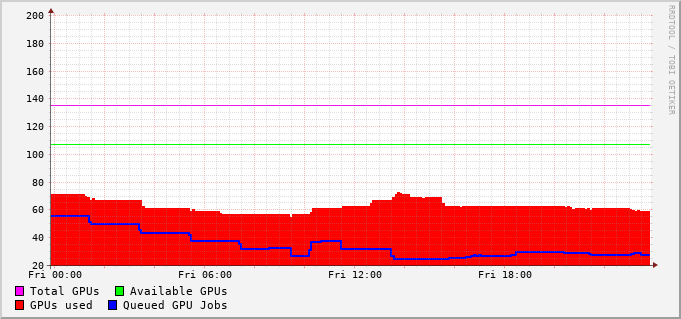 RRDTOOL / TOBI OETIKER
200
180
160
140
120
100
80
60
40
20
Fri 00:00 Fri 06:00 Fri 12:00 Fri 18:00
Total GPUs Available GPUs
GPUs used Queued GPU Jobs